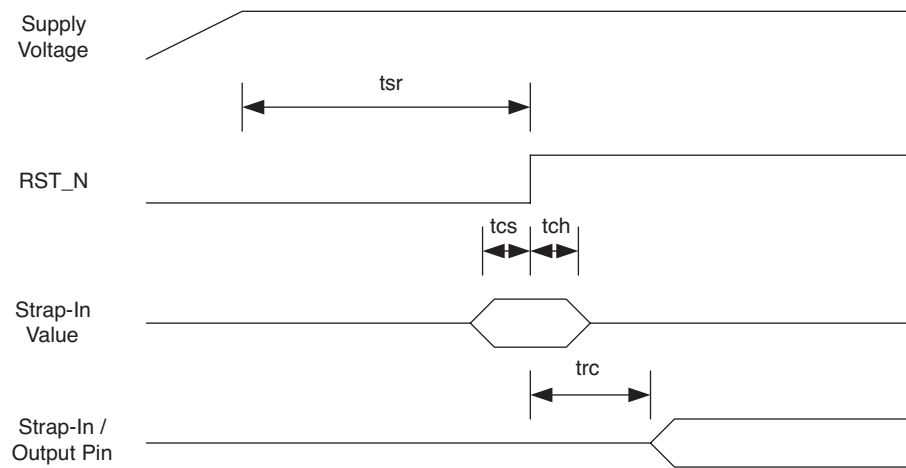 Supply
Voltage
tsr
RST_N
tcs
tch
Strap-In
Value
trc
Strap-In /
Output Pin